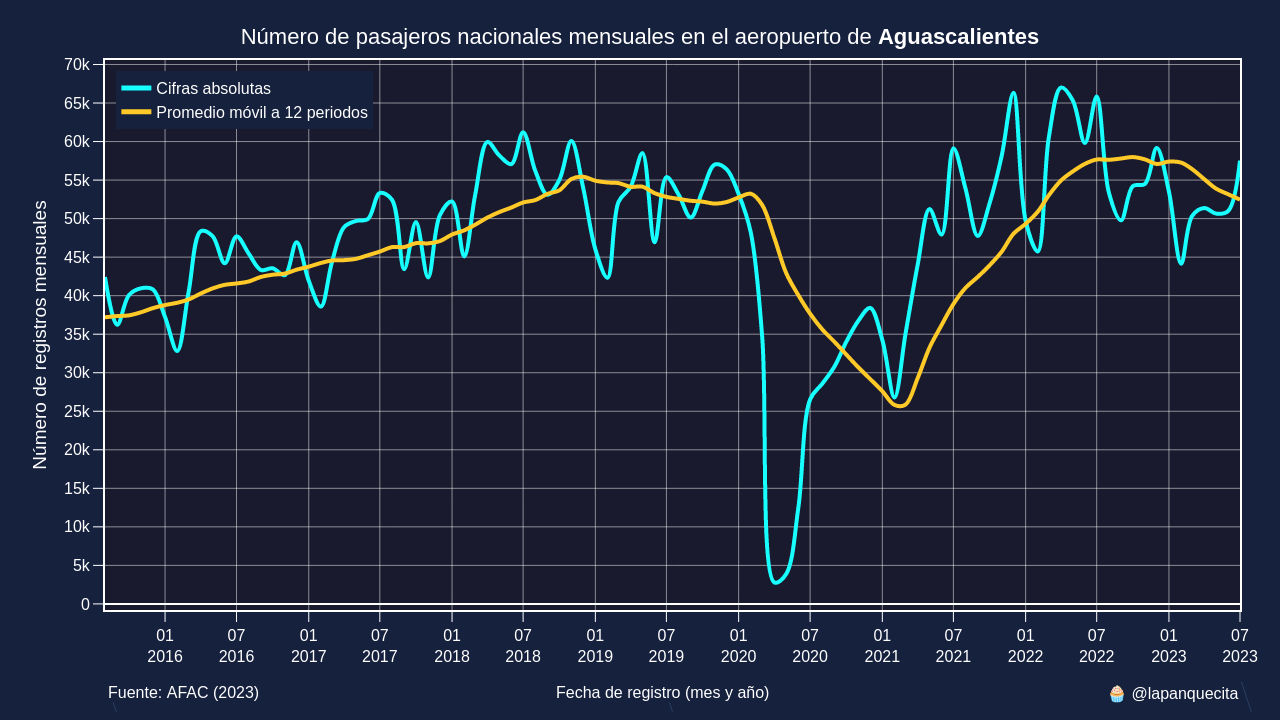 Número de pasajeros nacionales mensuales en el aeropuerto de Aguascalientes
Cifras absolutas
Promedio móvil a 12 periodos
Número de registros mensuales
70k
65k
60k
55k
50k
45k
40k
35k
30k
25k
20k
15k
10k
5k
0
01 07 01 07 01 07 01 07 01 07 01 07 01 07 01 07
2016 2016 2017 2017 2018 2018 2019 2019 2020 2020 2021 2021 2022 2022 2023 2023
Fuente: AFAC (2023) Fecha de registro (mes y año) 🧁 @lapanquecita